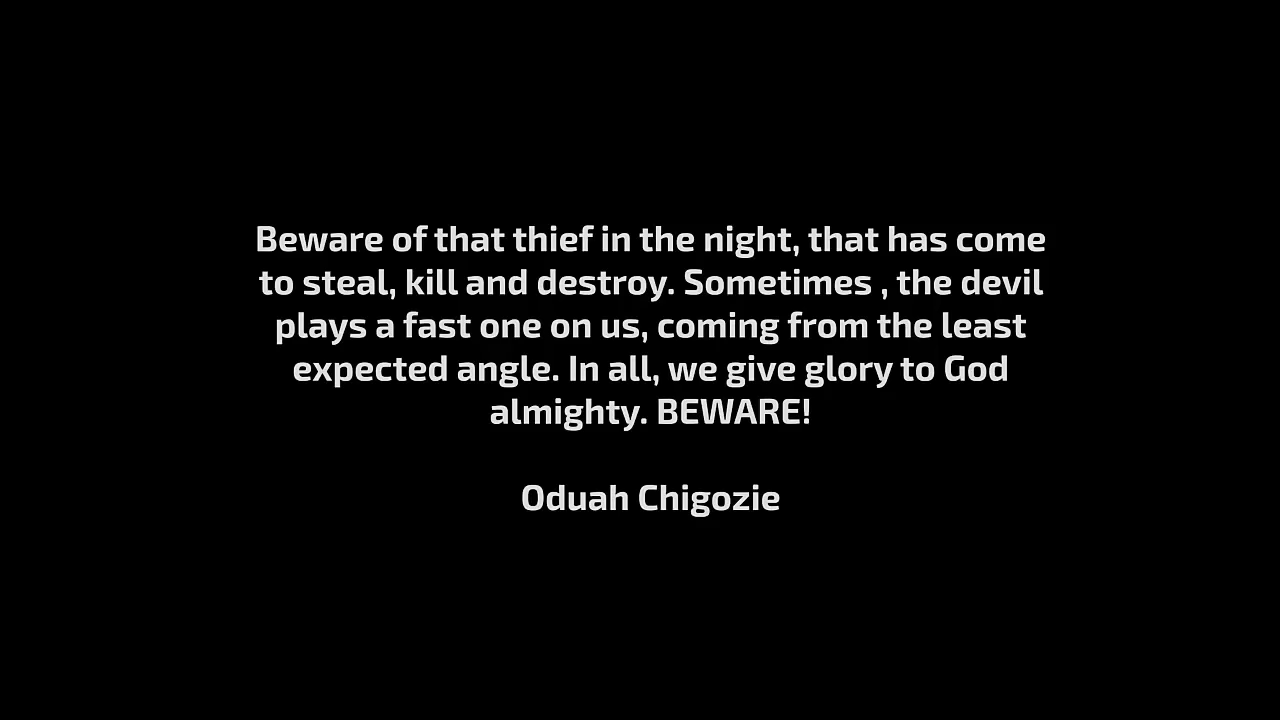 Beware of that thief in the night, that has come
to steal, kill and destroy. Sometimes , the devil
plays a fast one on us, coming from the least
expected angle. In all, we give glory to God
almighty. BEWARE!
Oduah Chigozie